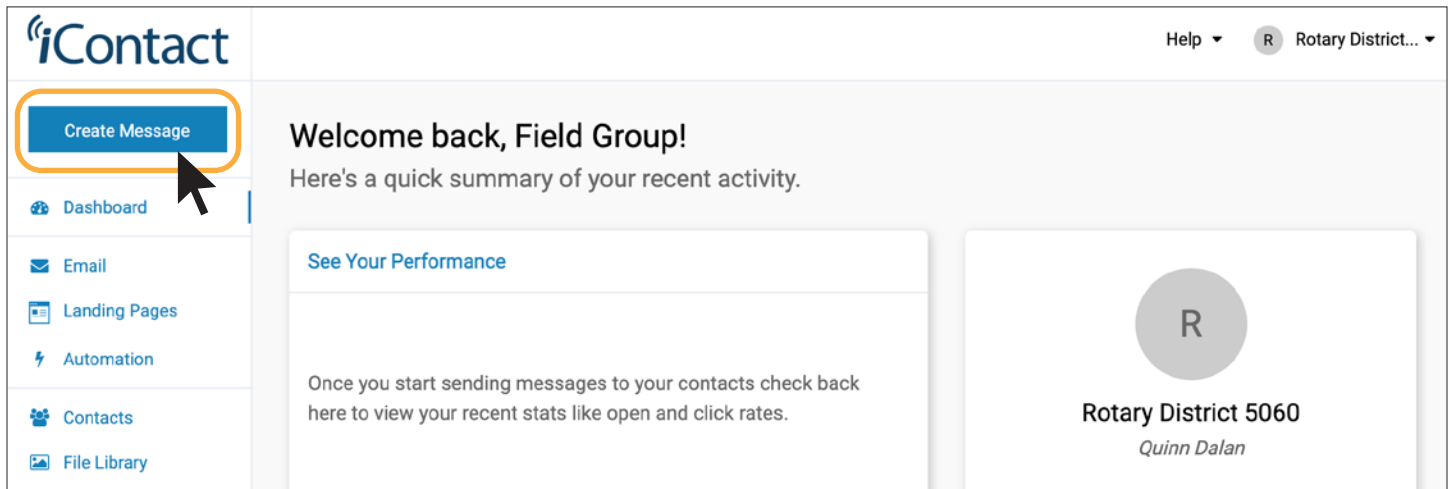 iContact
Help
R
Rotary District...
Create Message
Dashboard
Email
Landing Pages
Automation
Contacts
File Library
Welcome back, Field Group!
Here's a quick summary of your recent activity.
See Your Performance
Once you start sending messages to your contacts check back
here to view your recent stats like open and click rates.
R
Rotary District 5060
Quinn Dalan